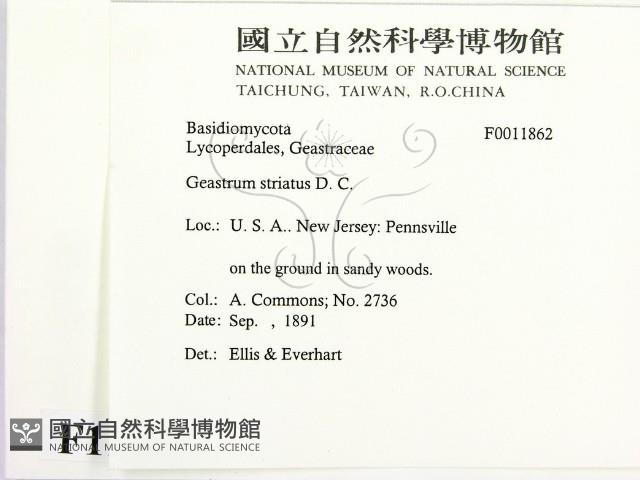 國立自然科學博物館
NATIONAL MUSEUM OF NATURAL SCIENCE
TAICHUNG, TAIWAN, R.O.CHINA
Basidiomycota F0011862
Lycoperdales, Geastraceae
Geastrum striatus D. C.
Loc.: U. S. A.. New Jersey: Pennsville
on the ground in sandy woods.
Col.: A. Commons; No. 2736
Date: Sep. , 1891
Det.: Ellis & Everhart
國立自然科學博物館
NATIONAL MUSEUM OF NATURAL SCIENCE
F1